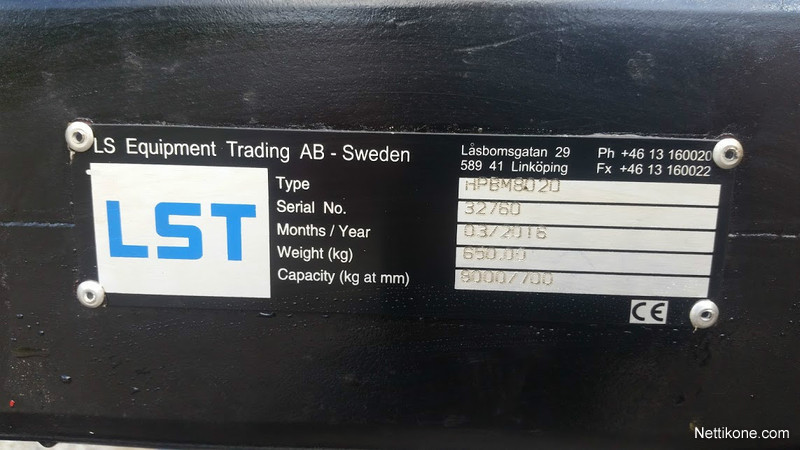 LS Equipment Trading AB - Sweden
Låsbomsgatan 29 Ph +46 13 160020
589 41 Linköping Fx +46 13 160022
LST
Type HPBM8020
Serial No. 32760
Months / Year 03/2016
Weight (kg) 650.00
Capacity (kg at mm) 8000/700
CE
Nettikone.com